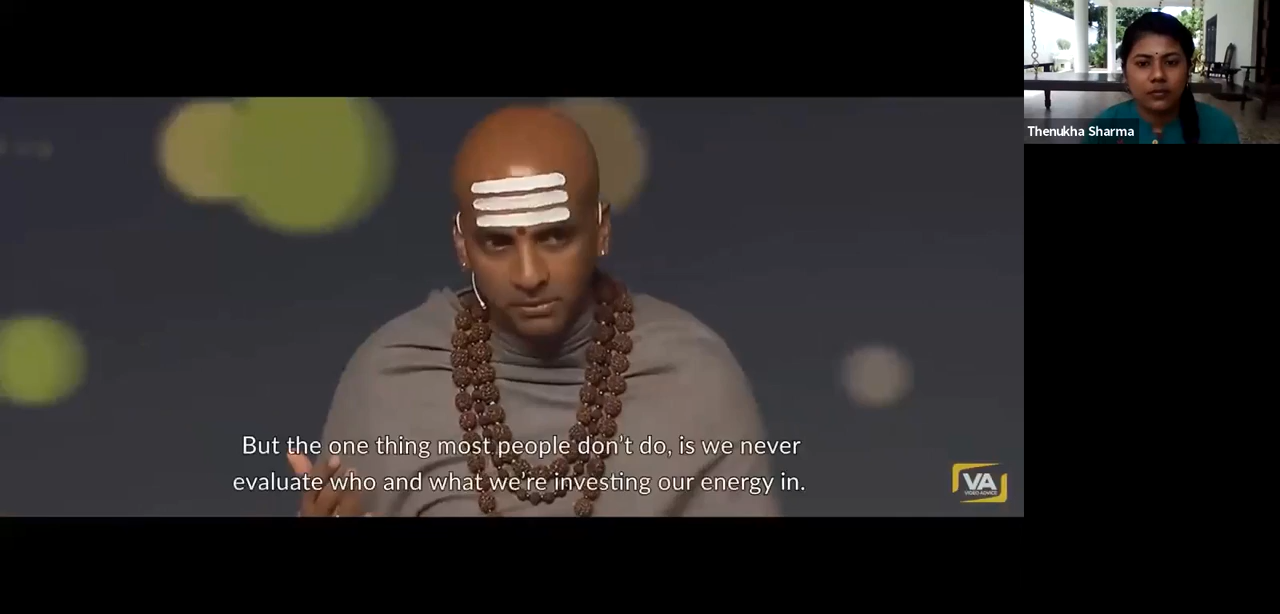 Thenukha Sharma
But the one thing most people don't do, is we never
evaluate who and what we're investing our energy in.
VA
VIDEO ADVICE